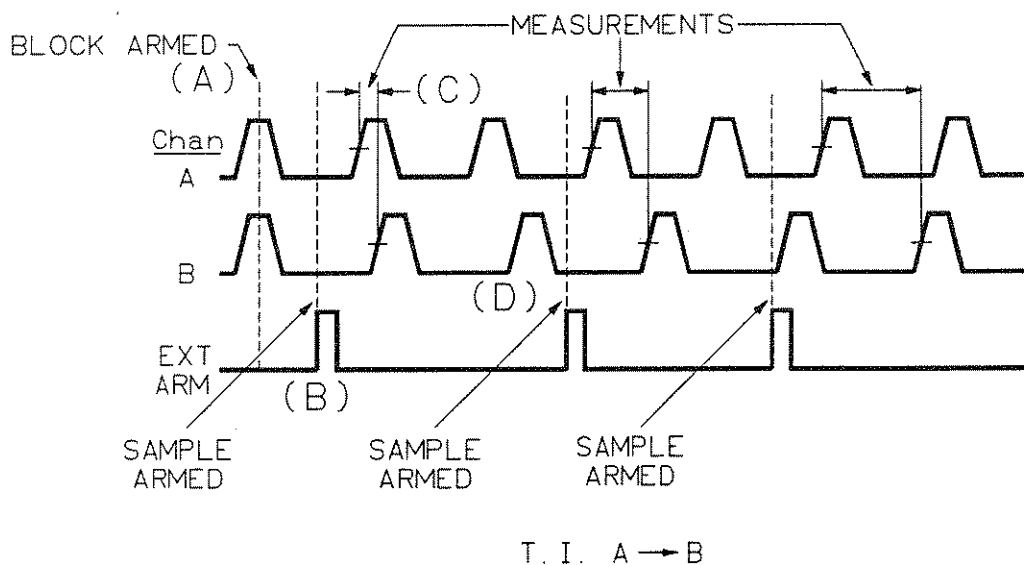 MEASUREMENTS
BLOCK ARMED
(A)
(C)
Chan
A
B
(D)
EXT
ARM
(B)
SAMPLE
ARMED
SAMPLE
ARMED
SAMPLE
ARMED
T. I. A → B